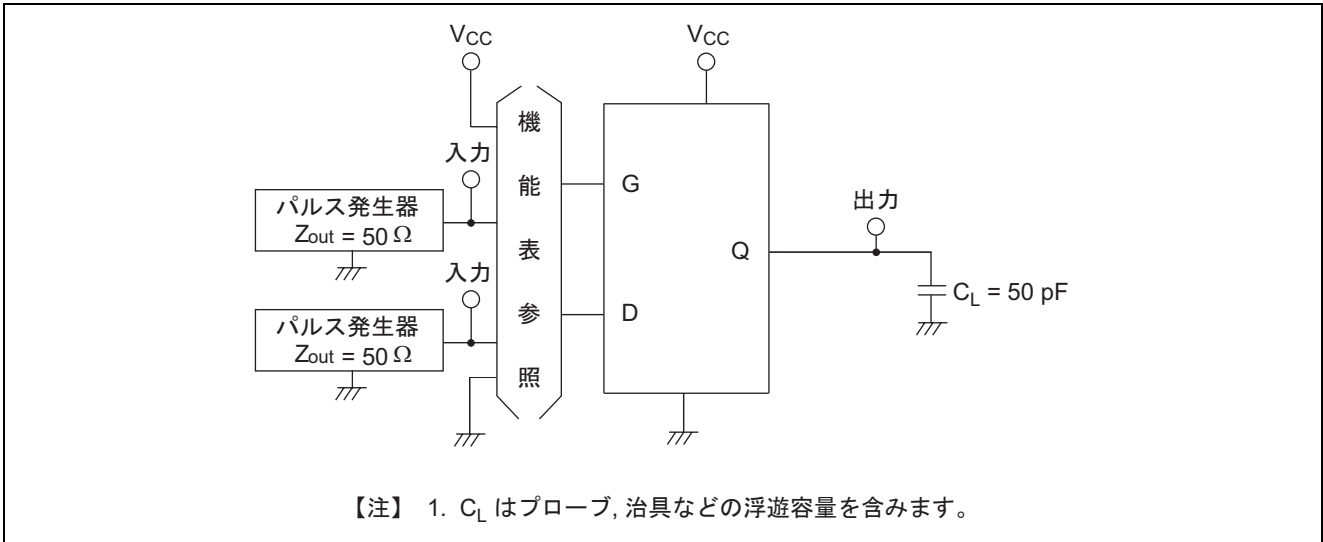 VCC
VCC
入力
パルス発生器
Zout = 50 Ω
入力
パルス発生器
Zout = 50 Ω
機
能
表
参
照
G
D
Q
出力
CL = 50 pF
【注】 1. CL はプローブ, 治具などの浮遊容量を含みます。